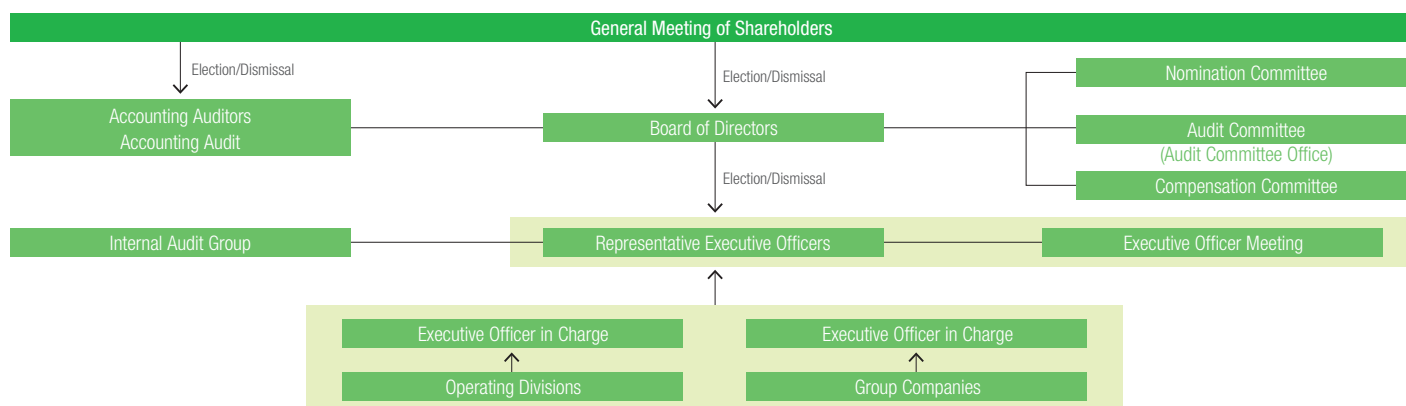 General Meeting of Shareholders
Election/Dismissal
Election/Dismissal
Nomination Committee
Accounting Auditors
Accounting Audit
Board of Directors
Audit Committee
(Audit Committee Office)
Election/Dismissal
Compensation Committee
Internal Audit Group
Representative Executive Officers
Executive Officer Meeting
Executive Officer in Charge
Executive Officer in Charge
Operating Divisions
Group Companies